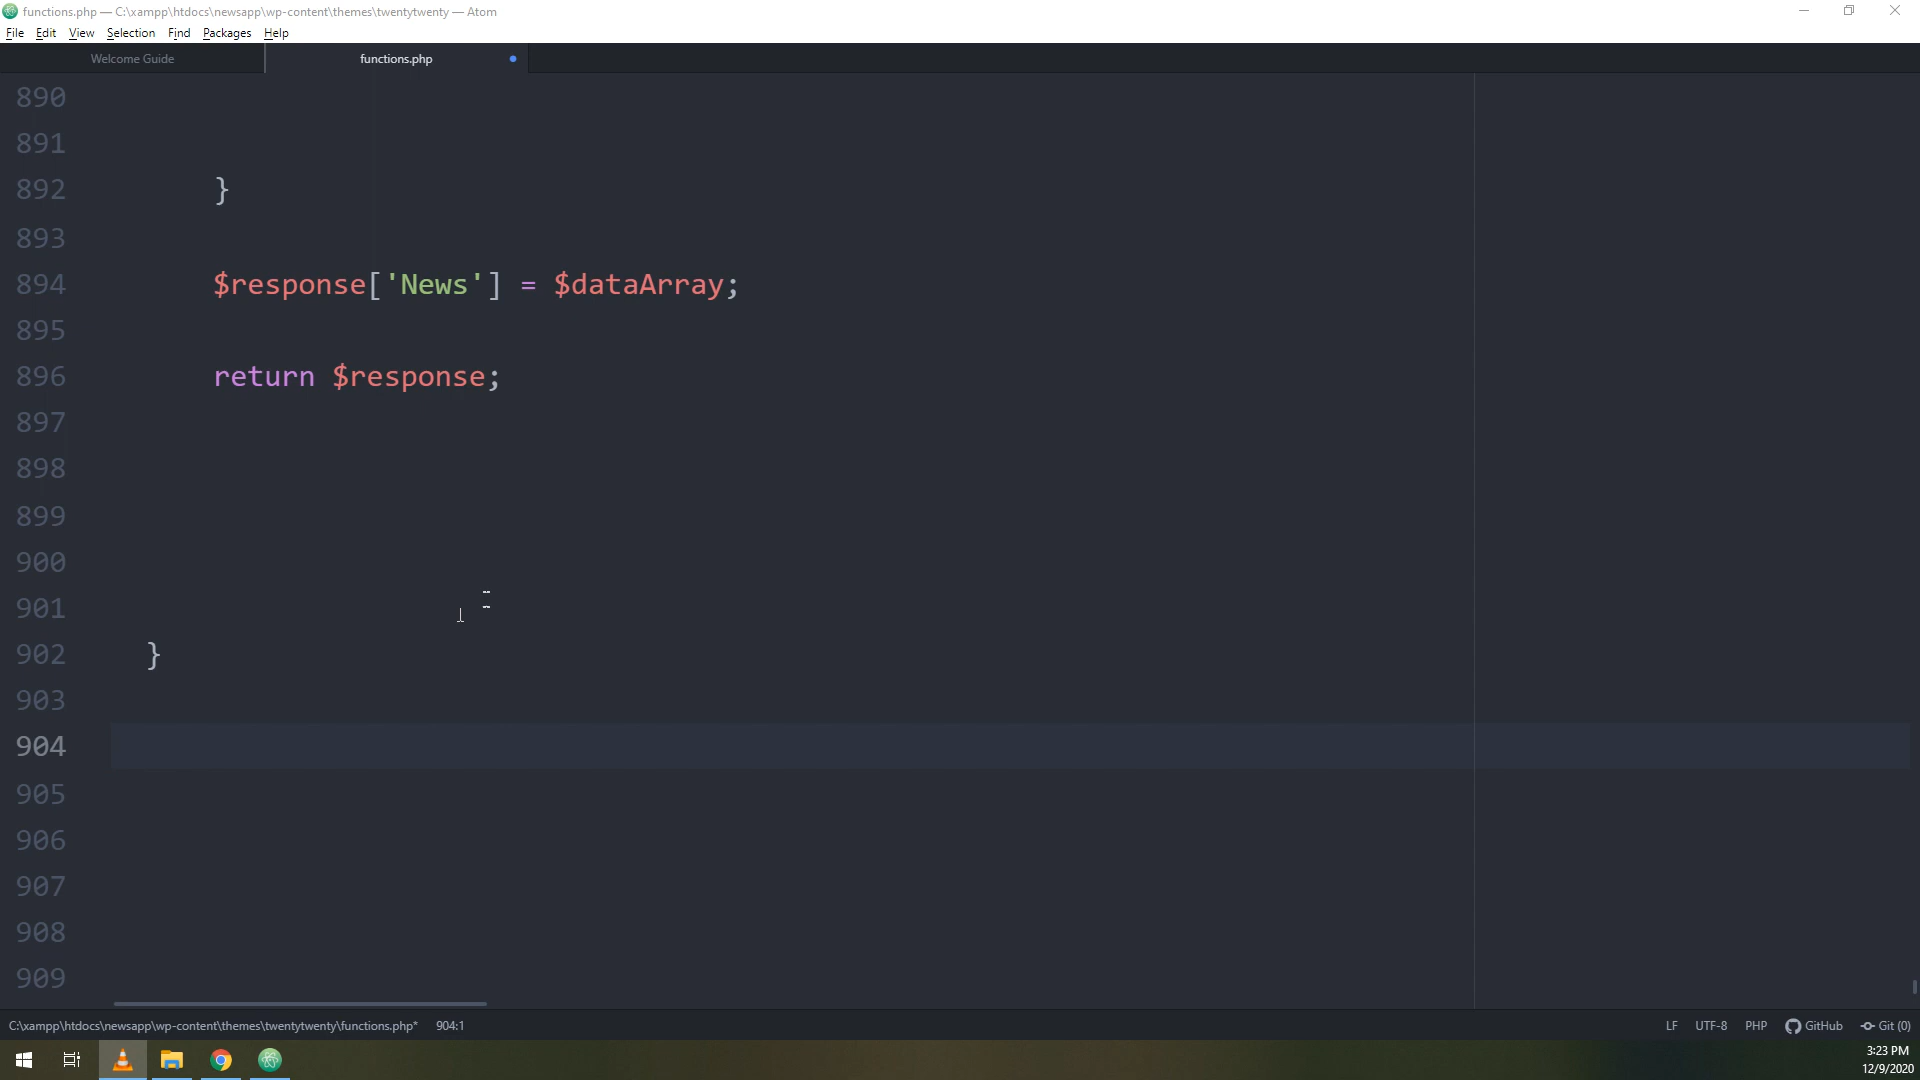 functions.php — C:\xampp\htdocs\newsapp\wp-content\themes\twentytwenty — Atom
File Edit View Selection Find Packages Help
Welcome Guide functions.php
890
891
892 }
893
894 $response['News'] = $dataArray;
895
896 return $response;
897
898
899
900
901
902 }
903
904
905
906
907
908
909
C:\xampp\htdocs\newsapp\wp-content\themes\twentytwenty\functions.php* 904:1 LF UTF-8 PHP GitHub Git (0)
3:23 PM
12/9/2020